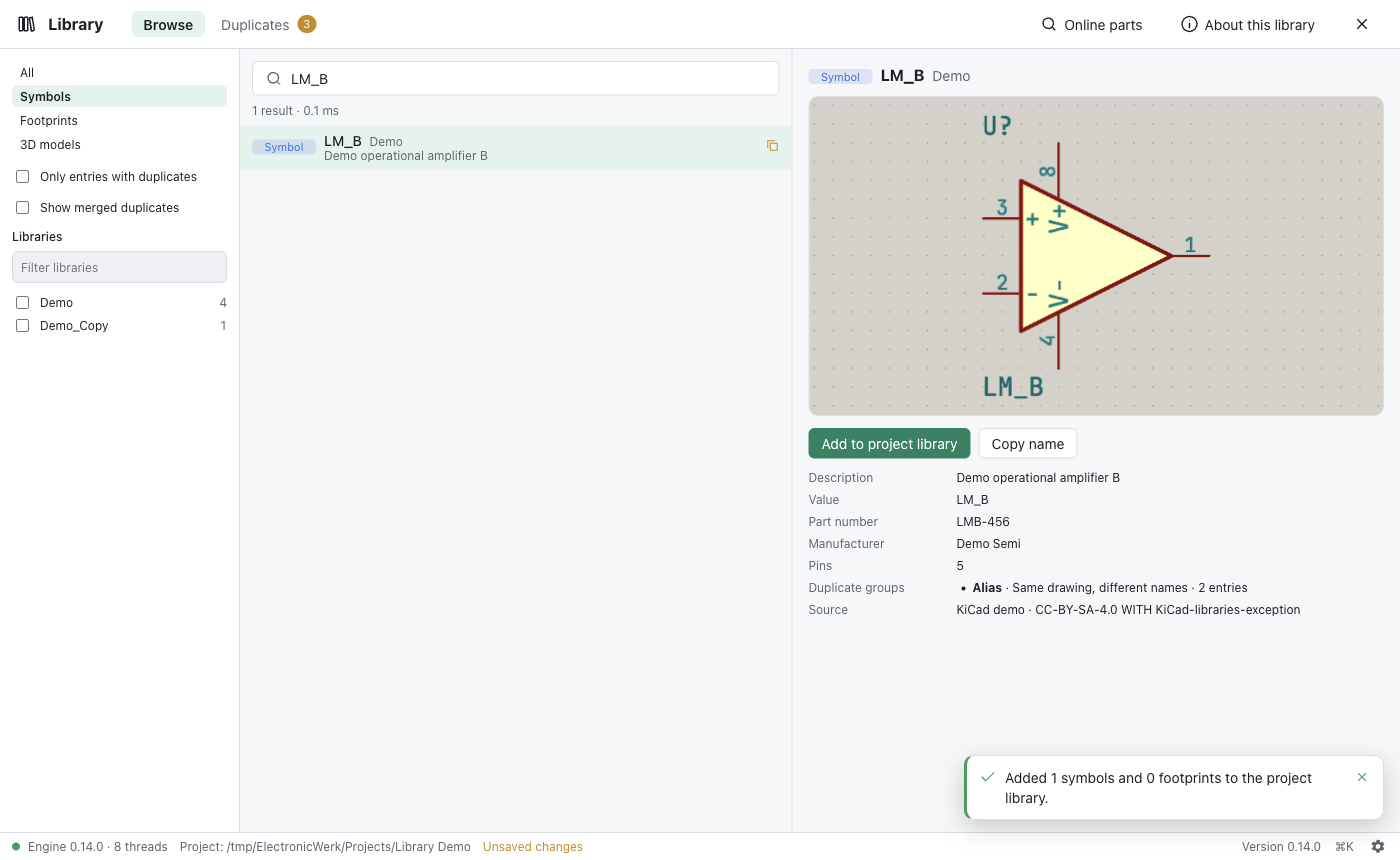 Library
Browse
Duplicates 3
Online parts
About this library
All
Symbols
Footprints
3D models
Only entries with duplicates
Show merged duplicates
Libraries
Filter libraries
Demo 4
Demo_Copy 1
LM_B
1 result · 0.1 ms
Symbol LM_B Demo
Demo operational amplifier B
Symbol LM_B Demo
U?
8
3 + V+
1
2 - V-
4
LM_B
Add to project library
Copy name
Description Demo operational amplifier B
Value LM_B
Part number LMB-456
Manufacturer Demo Semi
Pins 5
Duplicate groups • Alias · Same drawing, different names · 2 entries
Source KiCad demo · CC-BY-SA-4.0 WITH KiCad-libraries-exception
Added 1 symbols and 0 footprints to the project
library.
Engine 0.14.0 · 8 threads Project: /tmp/ElectronicWerk/Projects/Library Demo Unsaved changes
Version 0.14.0 ⌘K